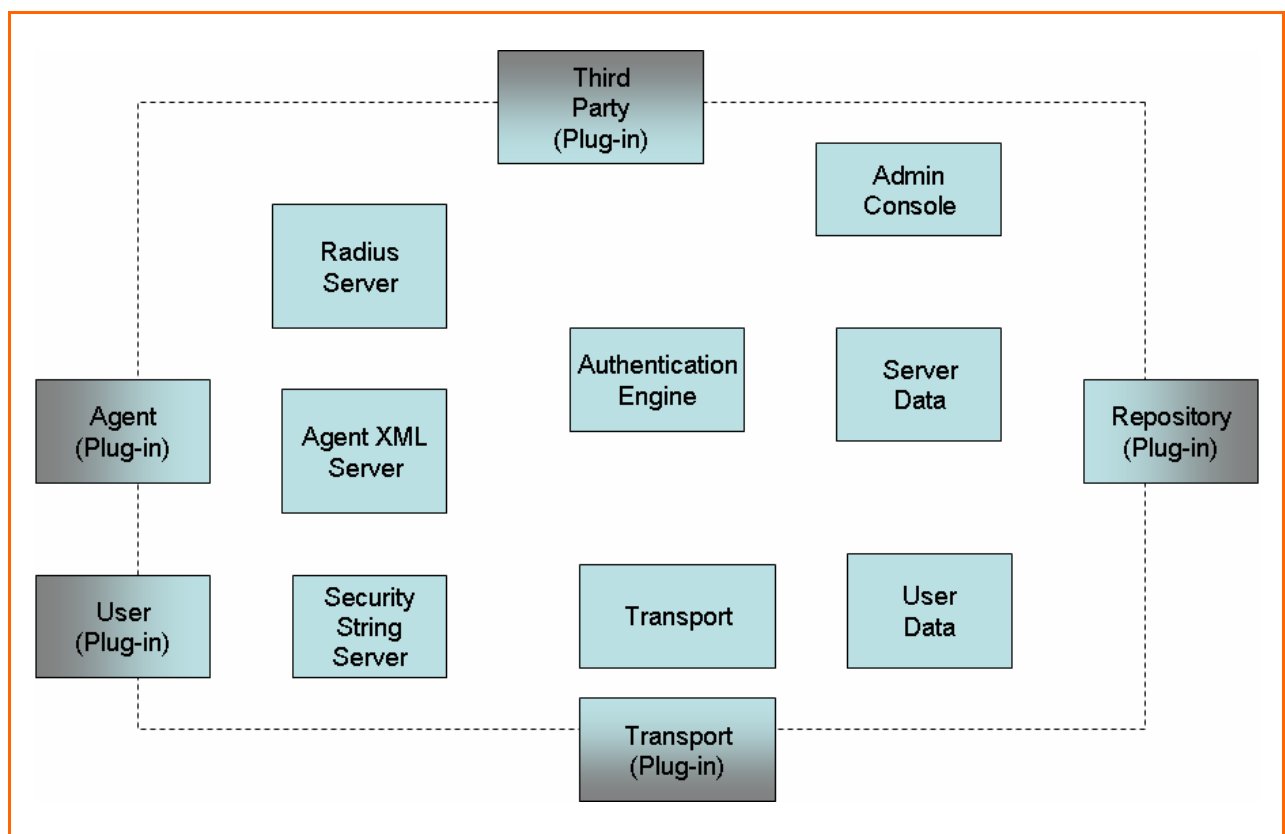 Third
Party
(Plug-in)
Admin
Console
Radius
Server
Authentication
Engine
Server
Data
Agent
(Plug-in)
Agent XML
Server
Repository
(Plug-in)
User
(Plug-in)
Security
String
Server
Transport
User
Data
Transport
(Plug-in)